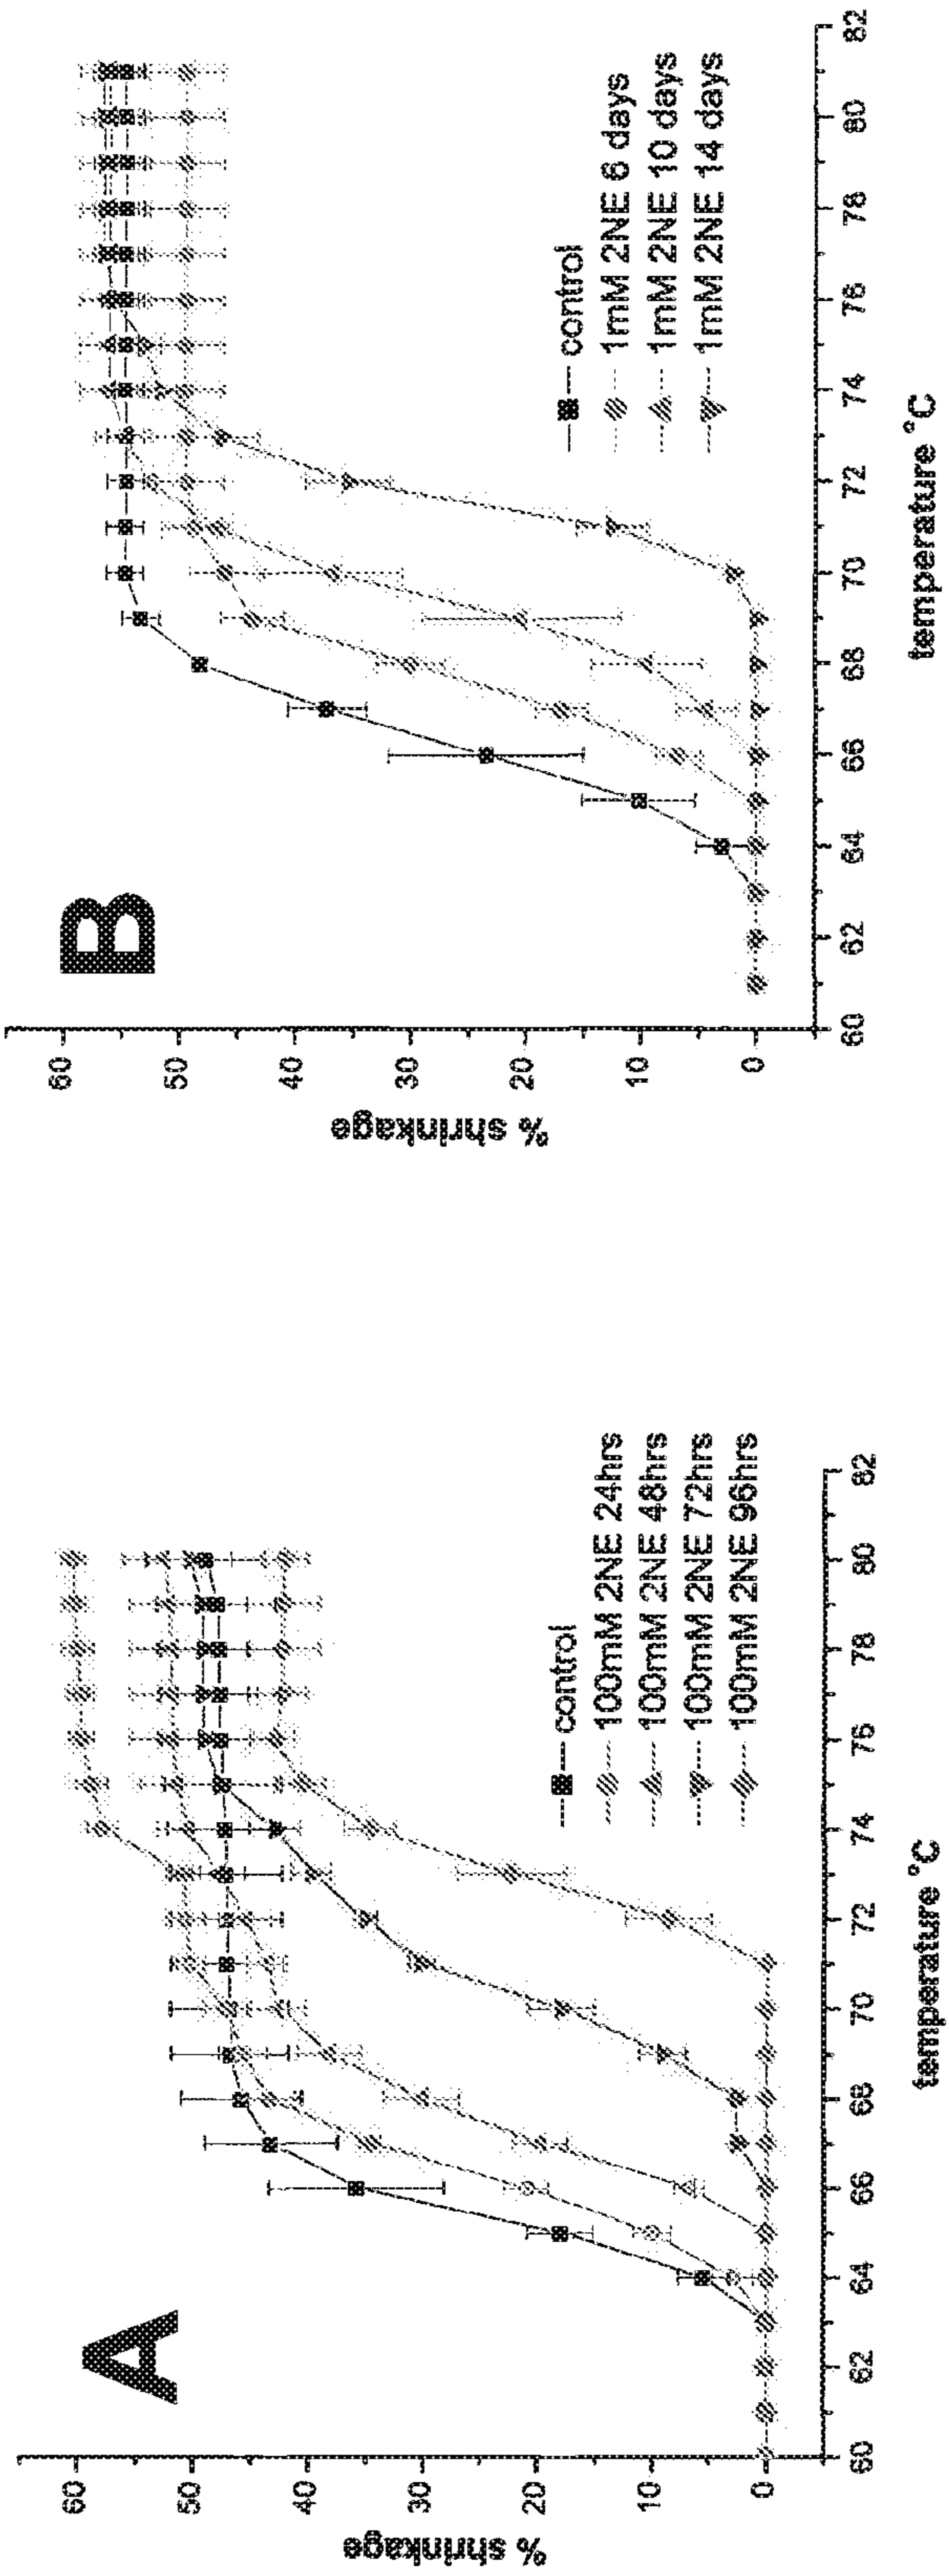 A
% shrinkage
60
50
40
30
20
10
0
control
100mM 2NE 24hrs
100mM 2NE 48hrs
100mM 2NE 72hrs
100mM 2NE 96hrs
60 62 64 66 68 70 72 74 76 78 80 82
temperature °C
B
% shrinkage
60
50
40
30
20
10
0
control
1mM 2NE 6 days
1mM 2NE 10 days
1mM 2NE 14 days
60 62 64 66 68 70 72 74 76 78 80 82
temperature °C